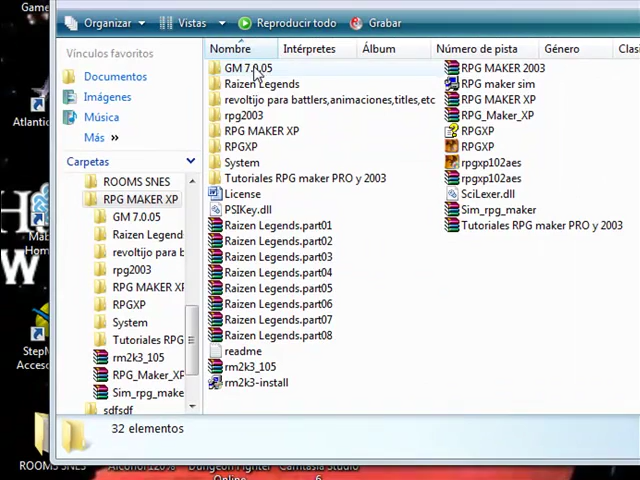 Game
Organizar
Vistas
Reproducir todo
Grabar
Vínculos favoritos
Documentos
Imágenes
Música
Más »
Carpetas
ROOMS SNES
RPG MAKER XP
GM 7.0.05
Raizen Legend
revoltijo para b
rpg2003
RPG MAKER X
RPGXP
System
Tutoriales RPG
rm2k3_105
RPG_Maker_XP
Sim_rpg_make
sdfsdf
Nombre
Intérpretes
Álbum
Número de pista
Género
Clasi
GM 7.0.05
Raizen Legends
revoltijo para battlers,animaciones,titles,etc
rpg2003
RPG MAKER XP
RPGXP
System
Tutoriales RPG maker PRO y 2003
License
PSIKey.dll
Raizen Legends.part01
Raizen Legends.part02
Raizen Legends.part03
Raizen Legends.part04
Raizen Legends.part05
Raizen Legends.part06
Raizen Legends.part07
Raizen Legends.part08
readme
rm2k3_105
rm2k3-install
RPG MAKER 2003
RPG maker sim
RPG MAKER XP
RPG_Maker_XP
RPGXP
RPGXP
rpgxp102aes
rpgxp102aes
SciLexer.dll
Sim_rpg_maker
Tutoriales RPG maker PRO y 2003
32 elementos
Atlantic
Mab
Hom
W
StepM
Acceso
ROOMS SNES
Alcohol 120%
Dungeon Fighter
Online
Camtasia Studio
6